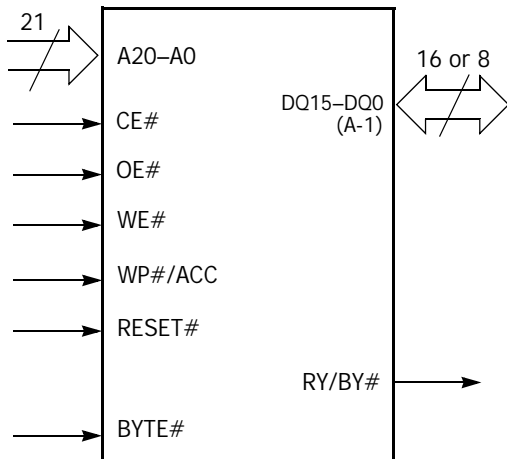 21
A20–A0
16 or 8
DQ15–DQ0
(A-1)
CE#
OE#
WE#
WP#/ACC
RESET#
RY/BY#
BYTE#